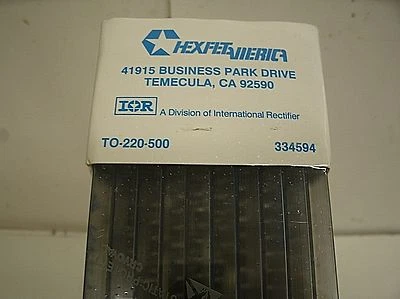 HEXFET AMERICA
41915 BUSINESS PARK DRIVE
TEMECULA, CA 92590
IOR A Division of International Rectifier
TO-220-500 334594